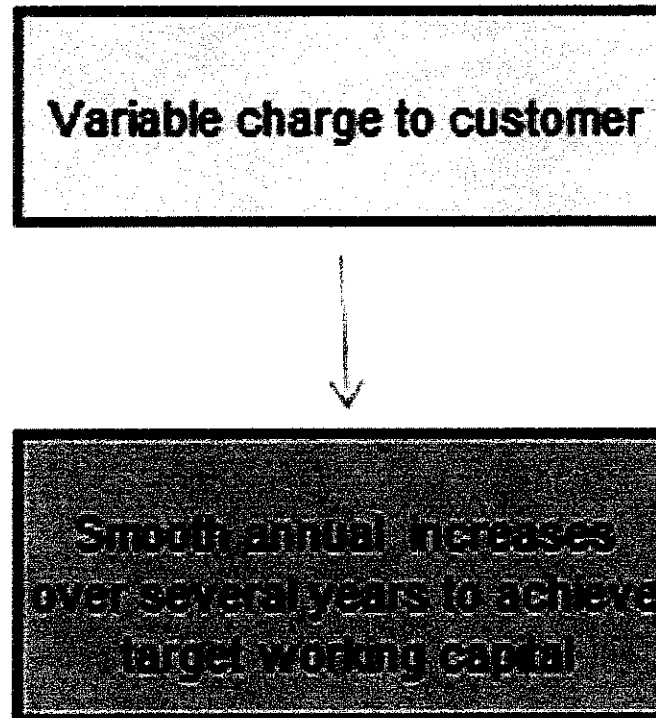 Variable charge to customer
Smooth annual increases
over several years to achieve
target working capital